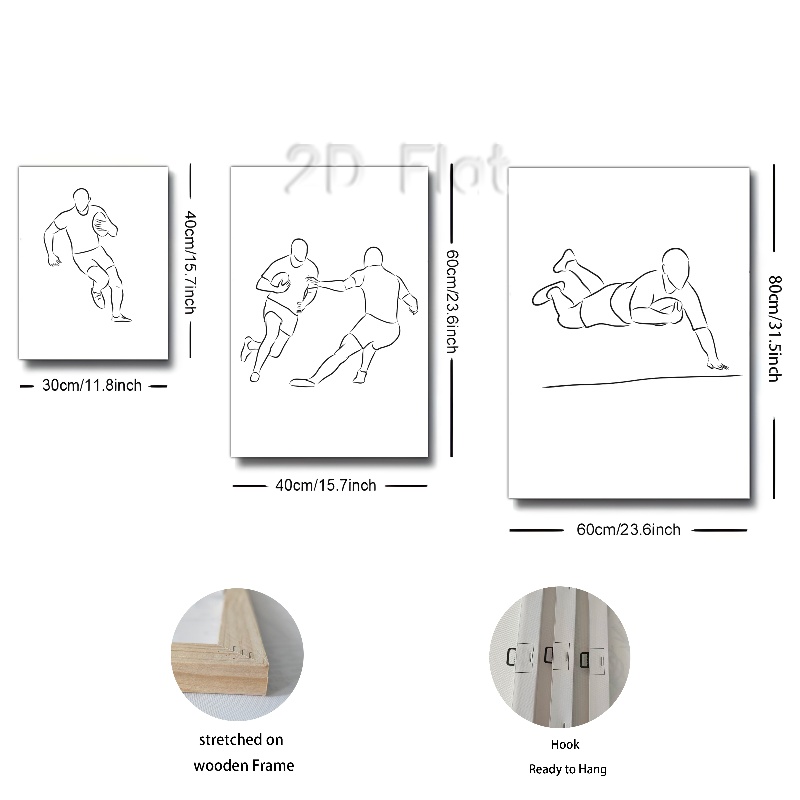 2D Flat
40cm/15.7inch
30cm/11.8inch
60cm/23.6inch
40cm/15.7inch
80cm/31.5inch
60cm/23.6inch
stretched on
wooden Frame
Hook
Ready to Hang